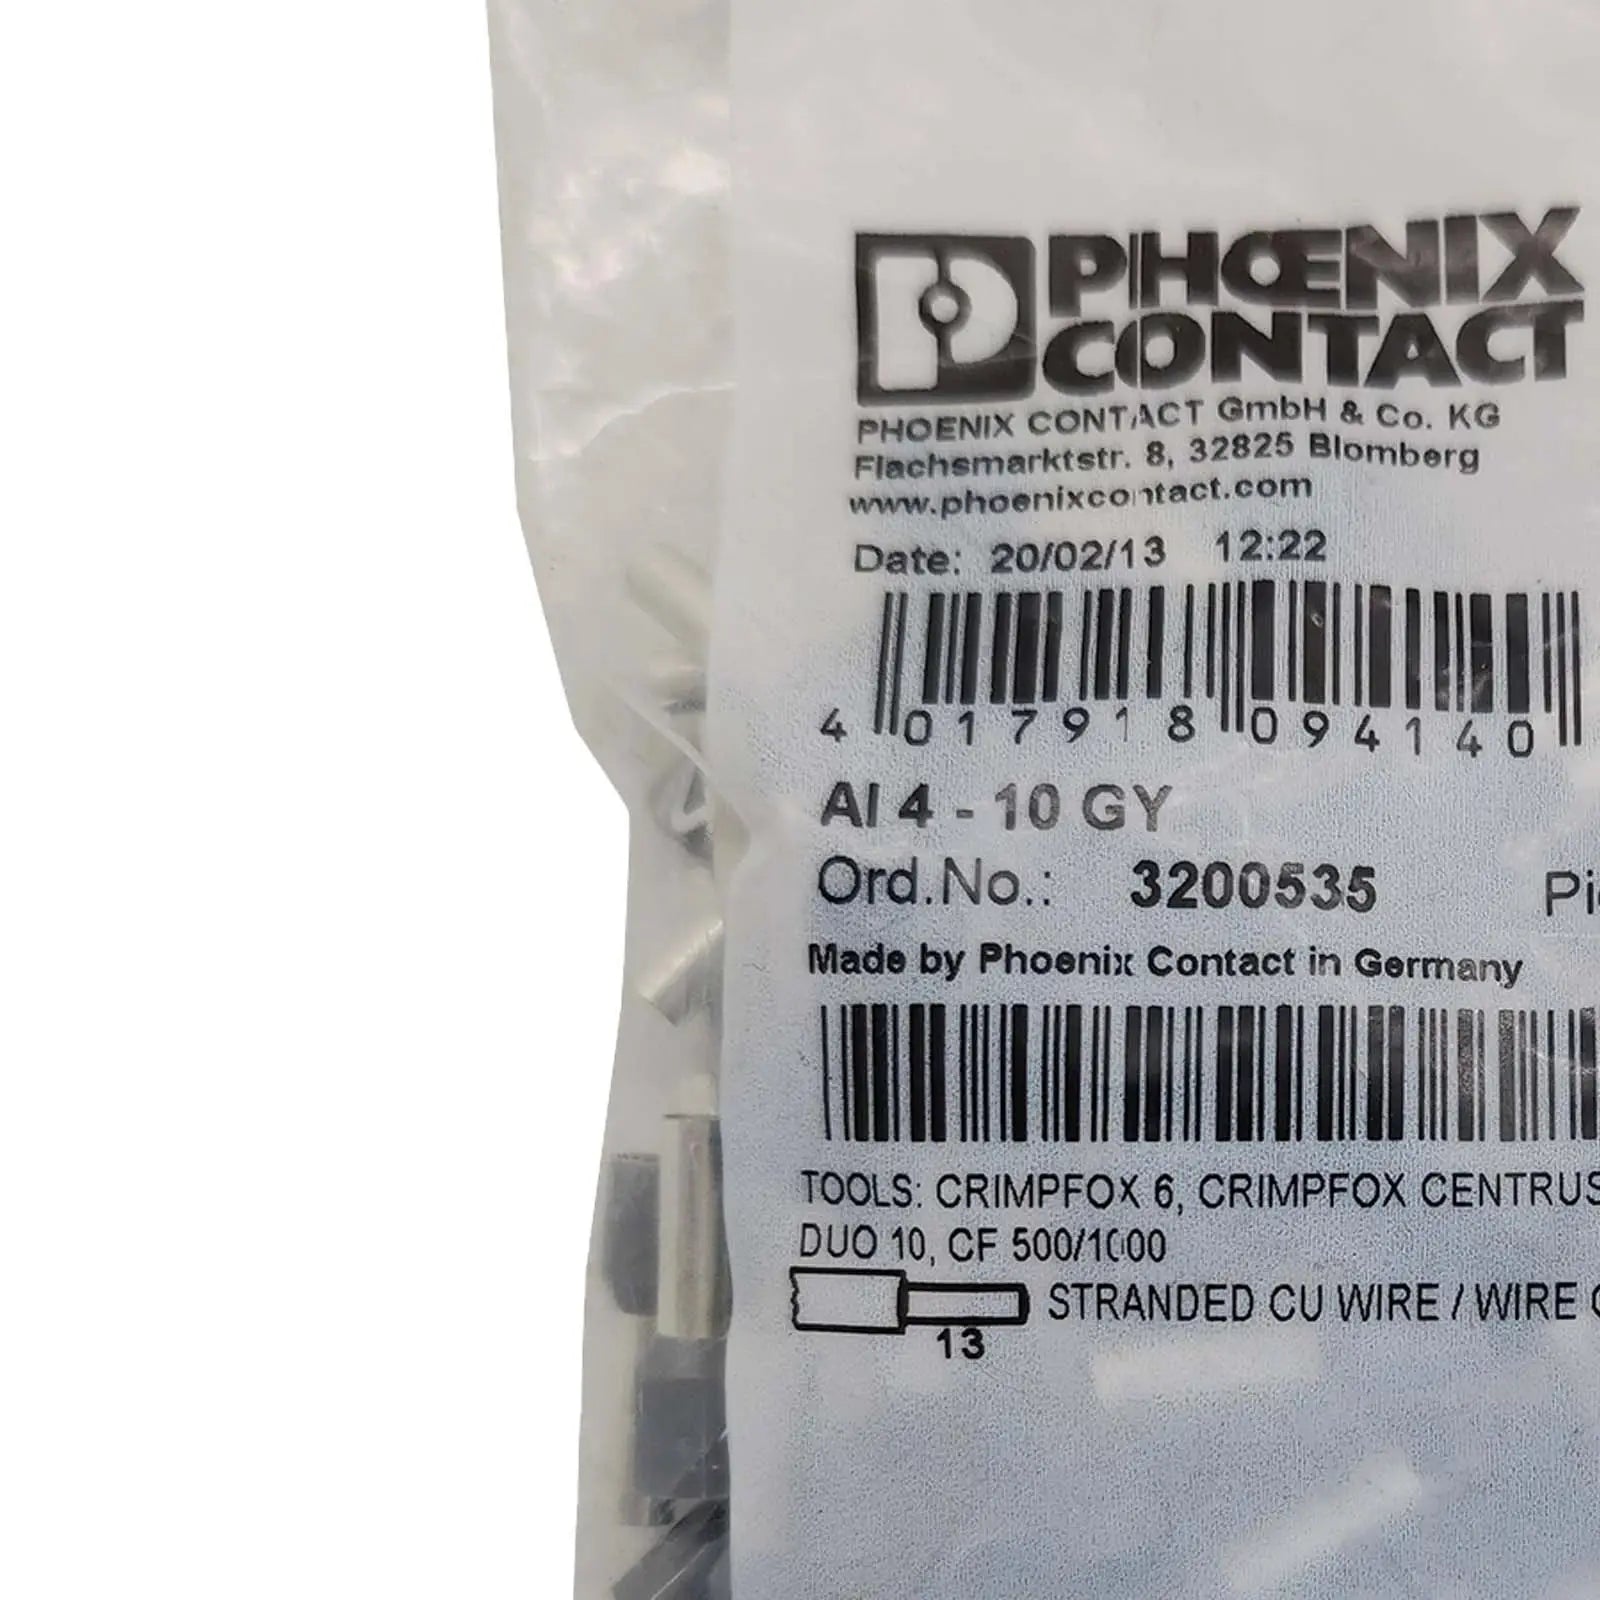 PHŒNIX
CONTACT
PHOENIX CONTACT GmbH & Co. KG
Flachsmarktstr. 8, 32825 Blomberg
www.phoenixcontact.com
Date: 20/02/13 12:22
4 017918 094140
AI 4 - 10 GY
Ord.No.: 3200535
Made by Phoenix Contact in Germany
TOOLS: CRIMPFOX 6, CRIMPFOX CENTRUS
DUO 10, CF 500/1000
STRANDED CU WIRE / WIRE
13